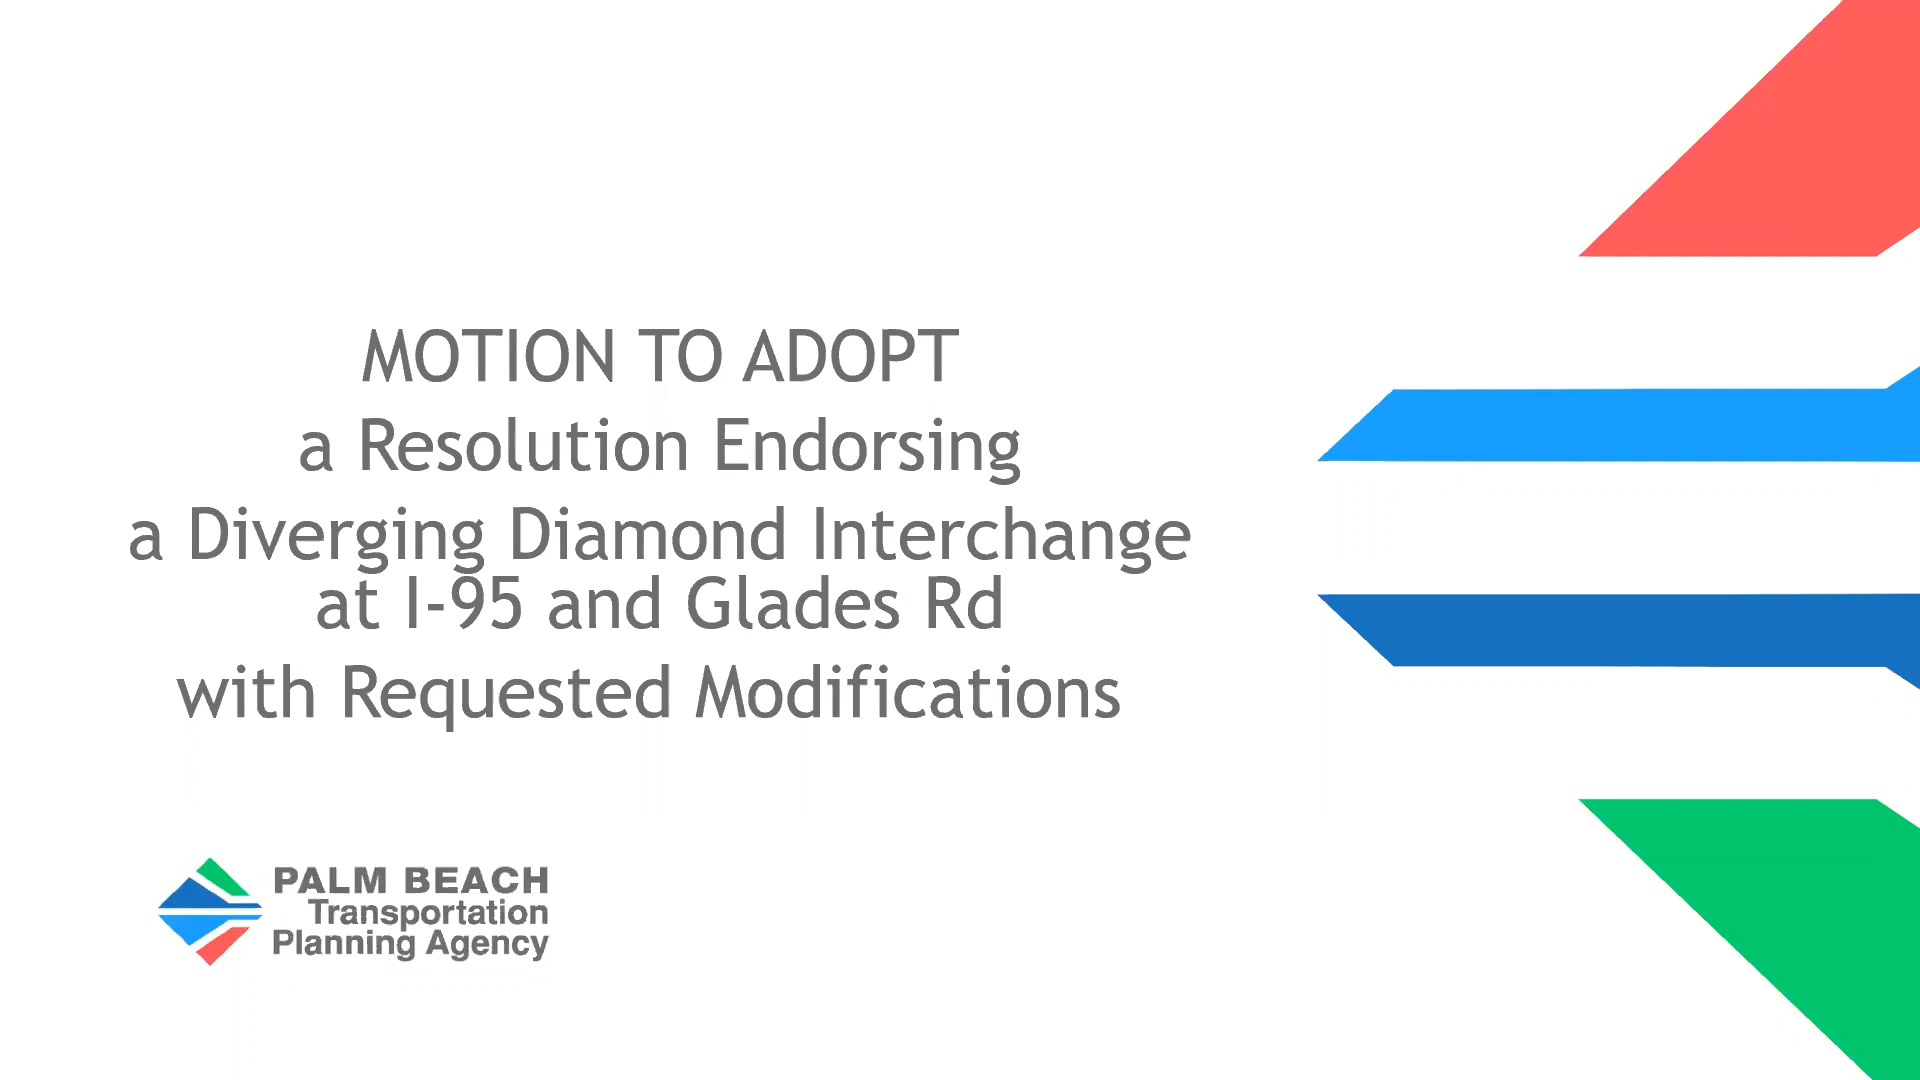 MOTION TO ADOPT
a Resolution Endorsing
a Diverging Diamond Interchange
at I-95 and Glades Rd
with Requested Modifications
PALM BEACH
Transportation
Planning Agency